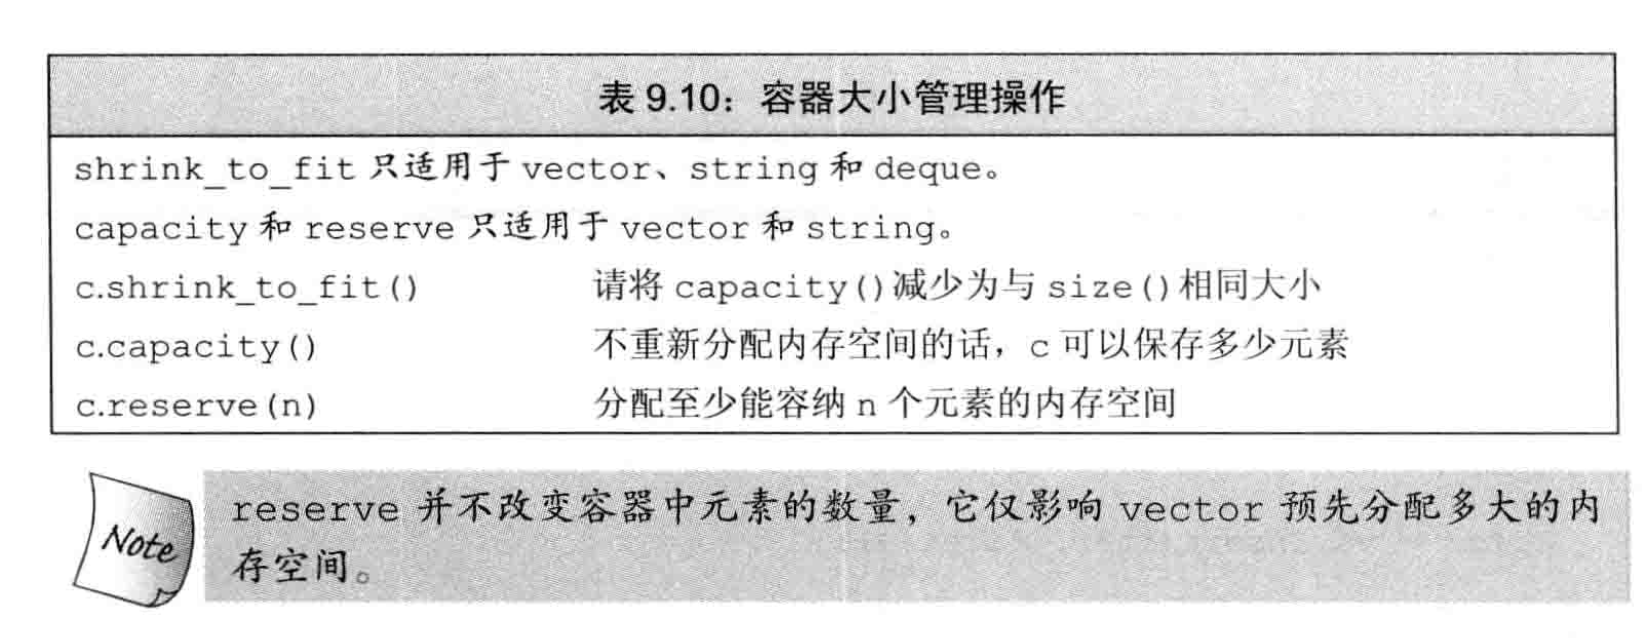 表 9.10：容器大小管理操作
shrink_to_fit 只适用于 vector、string 和 deque。
capacity 和 reserve 只适用于 vector 和 string。
c.shrink_to_fit() 请将 capacity()减少为与 size()相同大小
c.capacity() 不重新分配内存空间的话，c 可以保存多少元素
c.reserve(n) 分配至少能容纳 n 个元素的内存空间
Note
reserve 并不改变容器中元素的数量，它仅影响 vector 预先分配多大的内
存空间。